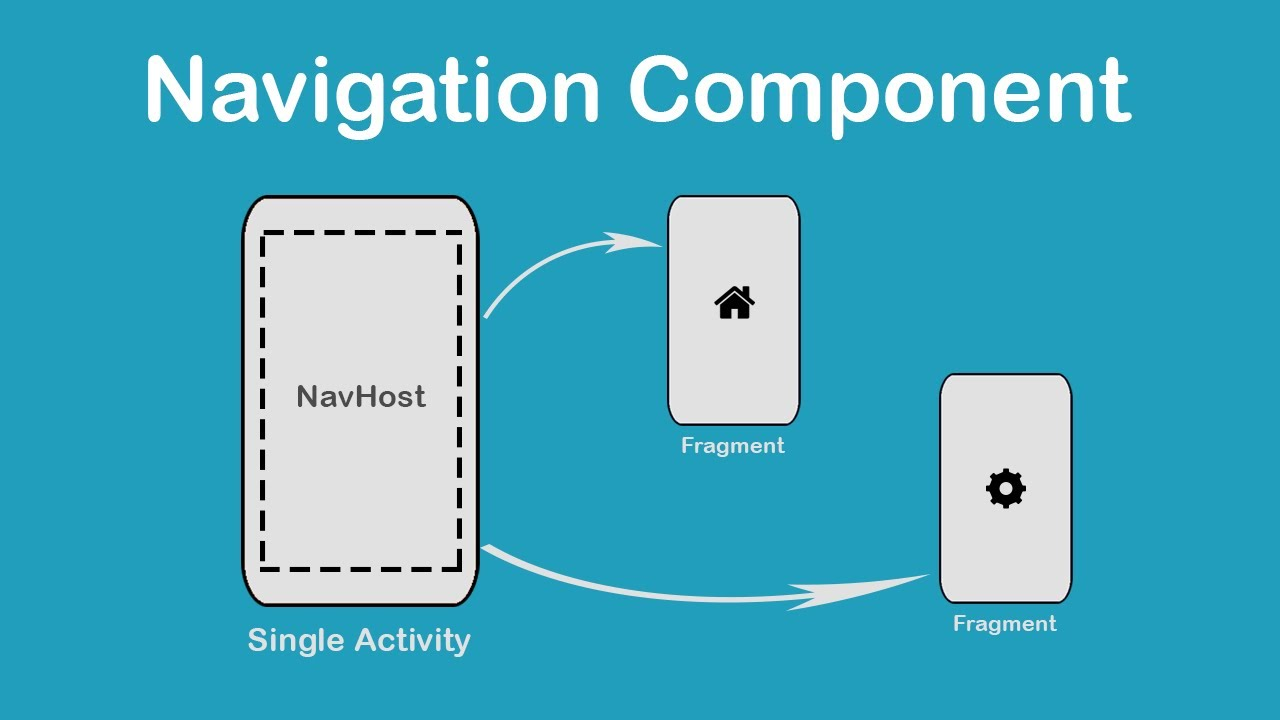 Navigation Component
NavHost
Single Activity
Fragment
Fragment